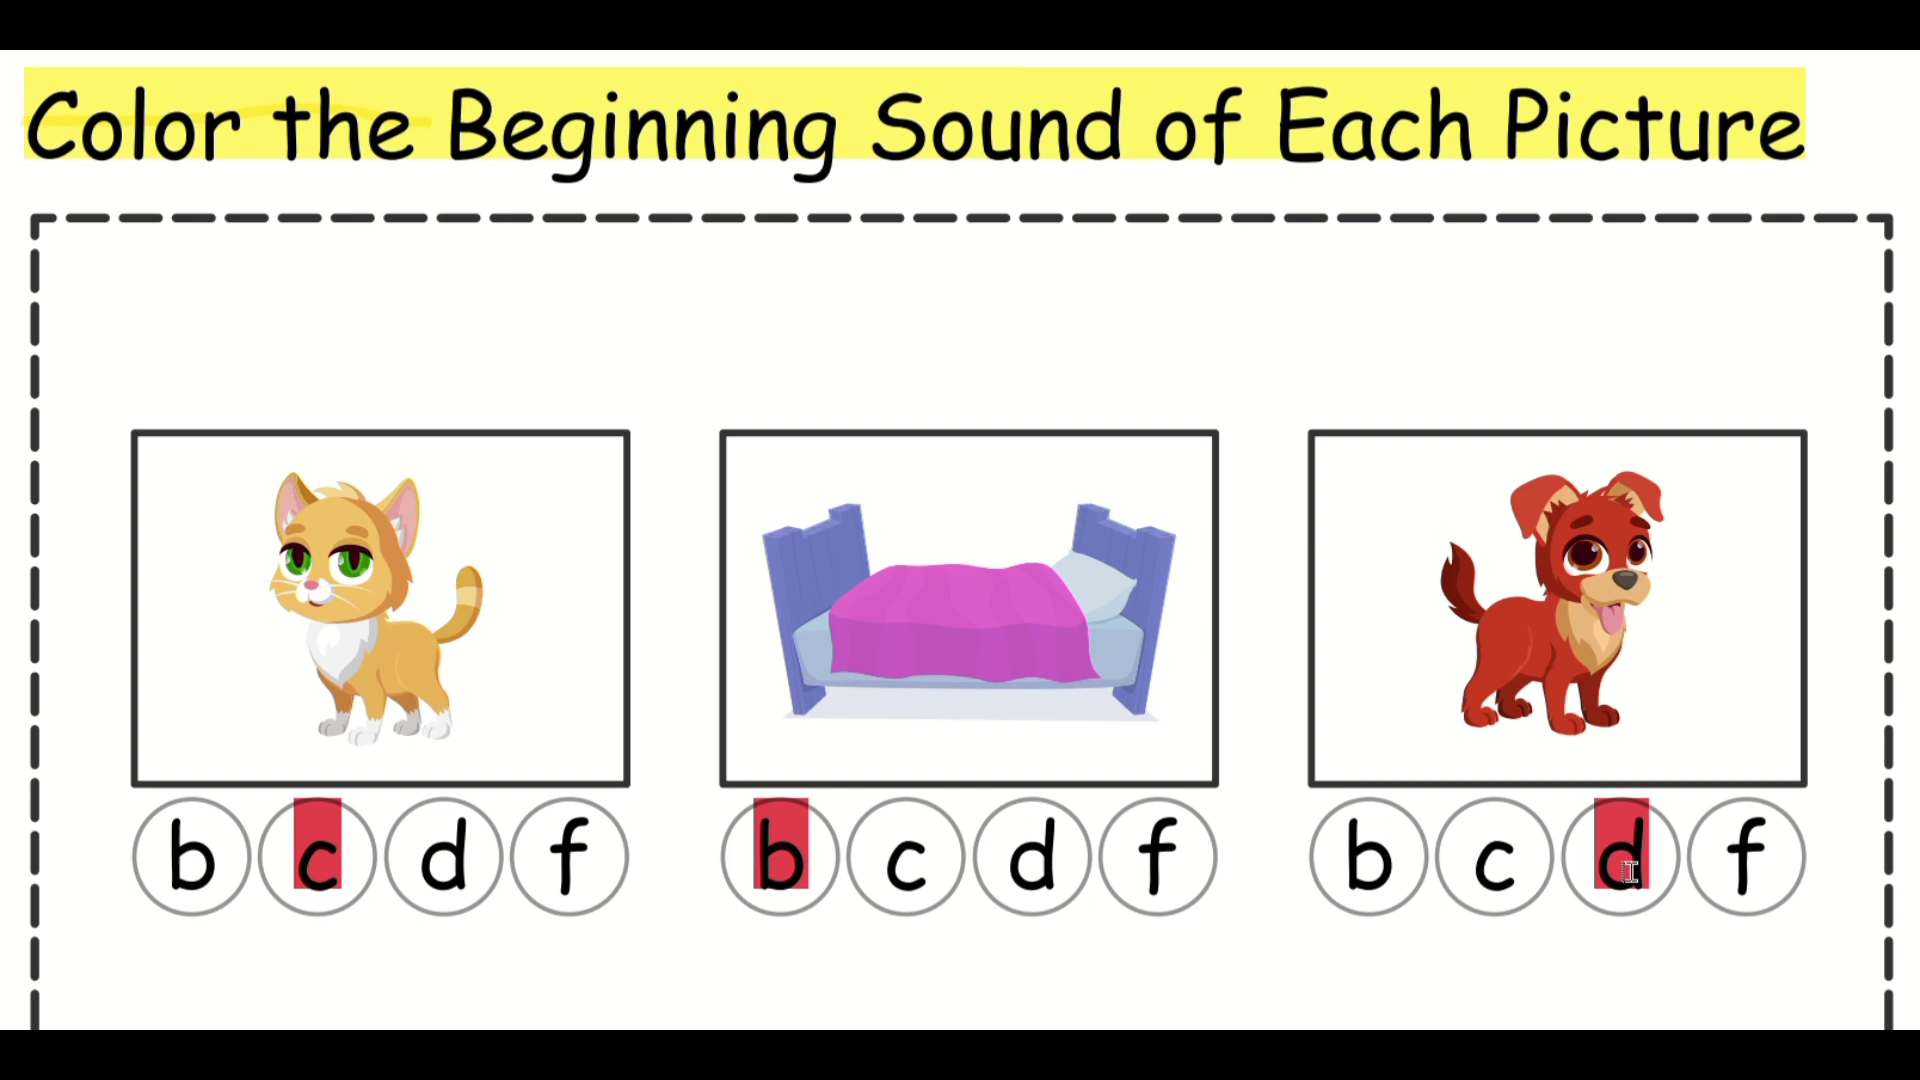 Color the Beginning Sound of Each Picture
b c d f b c d f b c d f